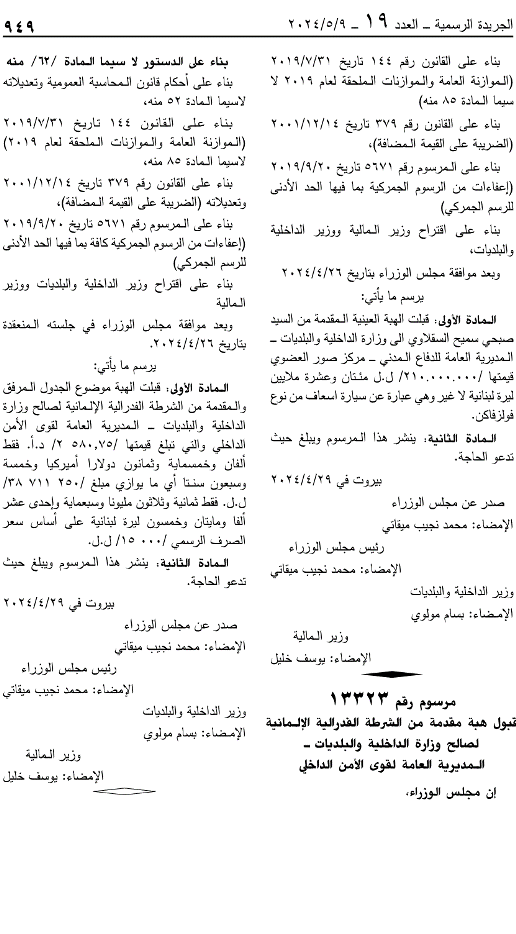 الجريدة الرسمية ــ العدد ١٩ ــ ٢٠٢٤/٥/٩
٩٤٩
بناء على القانون رقم ١٤٤ تاريخ ٢٠١٩/٧/٣١
(الموازنة العامة والموازنات الملحقة لعام ٢٠١٩ لا
سيما المادة ٨٥ منه)
بناء على القانون رقم ٣٧٩ تاريخ ٢٠٠١/١٢/١٤
(الضريبة على القيمة المضافة)،
بناء على المرسوم رقم ٥٦٧١ تاريخ ٢٠١٩/٩/٢٠
(إعفاءات من الرسوم الجمركية بما فيها الحد الأدنى
للرسم الجمركي)
بناء على اقتراح وزير المالية ووزير الداخلية
والبلديات،
وبعد موافقة مجلس الوزراء بتاريخ ٢٠٢٤/٤/٢٦
يرسم ما يأتي:
المادة الأولى: قبلت الهبة العينية المقدمة من السيد
صبحي سميح السقلاوي الى وزارة الداخلية والبلديات ــ
المديرية العامة للدفاع المدني ــ مركز صور العضوي
قيمتها /٢١٠.٠٠٠.٠٠٠/ ل.ل مئتان وعشرة ملايين
ليرة لبنانية لا غير وهي عبارة عن سيارة اسعاف من نوع
فولزفاكن.
المادة الثانية: ينشر هذا المرسوم ويبلغ حيث
تدعو الحاجة.
بيروت في ٢٠٢٤/٤/٢٩
صدر عن مجلس الوزراء
الإمضاء: محمد نجيب ميقاتي
رئيس مجلس الوزراء
الإمضاء: محمد نجيب ميقاتي
وزير الداخلية والبلديات
الإمضاء: بسام مولوي
وزير المالية
الإمضاء: يوسف خليل
مرسوم رقم ١٣٣٢٣
قبول هبة مقدمة من الشرطة الفدرالية الإلمانية
لصالح وزارة الداخلية والبلديات ــ
المديرية العامة لقوى الأمن الداخلي
إن مجلس الوزراء،
بناء على الدستور لا سيما المادة /٦٢/ منه
بناء على أحكام قانون المحاسبة العمومية وتعديلاته
لاسيما المادة ٥٢ منه،
بناء على القانون ١٤٤ تاريخ ٢٠١٩/٧/٣١
(الموازنة العامة والموازنات الملحقة لعام ٢٠١٩)
لاسيما المادة ٨٥ منه،
بناء على القانون رقم ٣٧٩ تاريخ ٢٠٠١/١٢/١٤
وتعديلاته (الضريبة على القيمة المضافة)،
بناء على المرسوم رقم ٥٦٧١ تاريخ ٢٠١٩/٩/٢٠
(إعفاءات من الرسوم الجمركية كافة بما فيها الحد الأدنى
للرسم الجمركي)
بناء على اقتراح وزير الداخلية والبلديات ووزير
المالية
وبعد موافقة مجلس الوزراء في جلسته المنعقدة
بتاريخ ٢٠٢٤/٤/٢٦.
يرسم ما يأتي:
المادة الأولى: قبلت الهبة موضوع الجدول المرفق
والمقدمة من الشرطة الفدرالية الإلمانية لصالح وزارة
الداخلية والبلديات ــ المديرية العامة لقوى الأمن
الداخلي والتي تبلغ قيمتها /٢ ٥٨٠,٧٥/ د.أ. فقط
ألفان وخمسماية وثمانون دولارا أميركيا وخمسة
وسبعون سنتا أي ما يوازي مبلغ /٣٨ ٧١١ ٢٥٠/
ل.ل. فقط ثمانية وثلاثون مليونا وسبعماية وإحدى عشر
ألفا ومايتان وخمسون ليرة لبنانية على أساس سعر
الصرف الرسمي /١٥ ٠٠٠/ ل.ل.
المادة الثانية: ينشر هذا المرسوم ويبلغ حيث
تدعو الحاجة.
بيروت في ٢٠٢٤/٤/٢٩
صدر عن مجلس الوزراء
الإمضاء: محمد نجيب ميقاتي
رئيس مجلس الوزراء
الإمضاء: محمد نجيب ميقاتي
وزير الداخلية والبلديات
الإمضاء: بسام مولوي
وزير المالية
الإمضاء: يوسف خليل